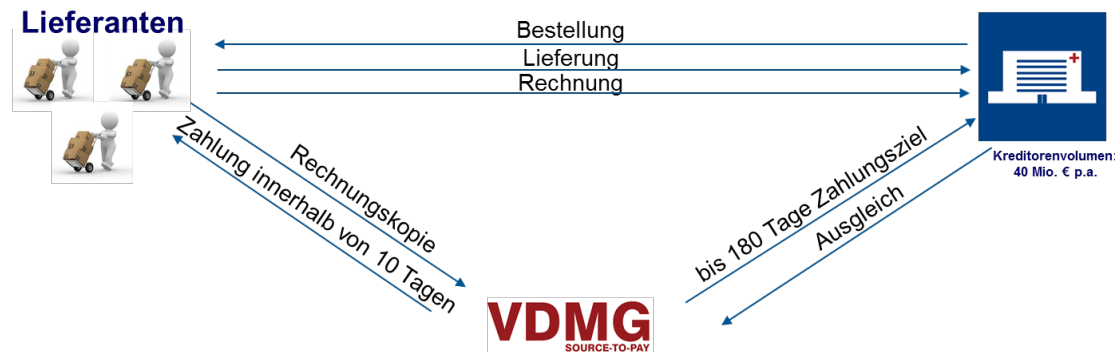 Lieferanten
Bestellung
Lieferung
Rechnung
Kreditorenvolumen:
40 Mio. € p.a.
Rechnungskopie
Zahlung innerhalb von 10 Tagen
bis 180 Tage Zahlungsziel
Ausgleich
VDMG
SOURCE-TO-PAY